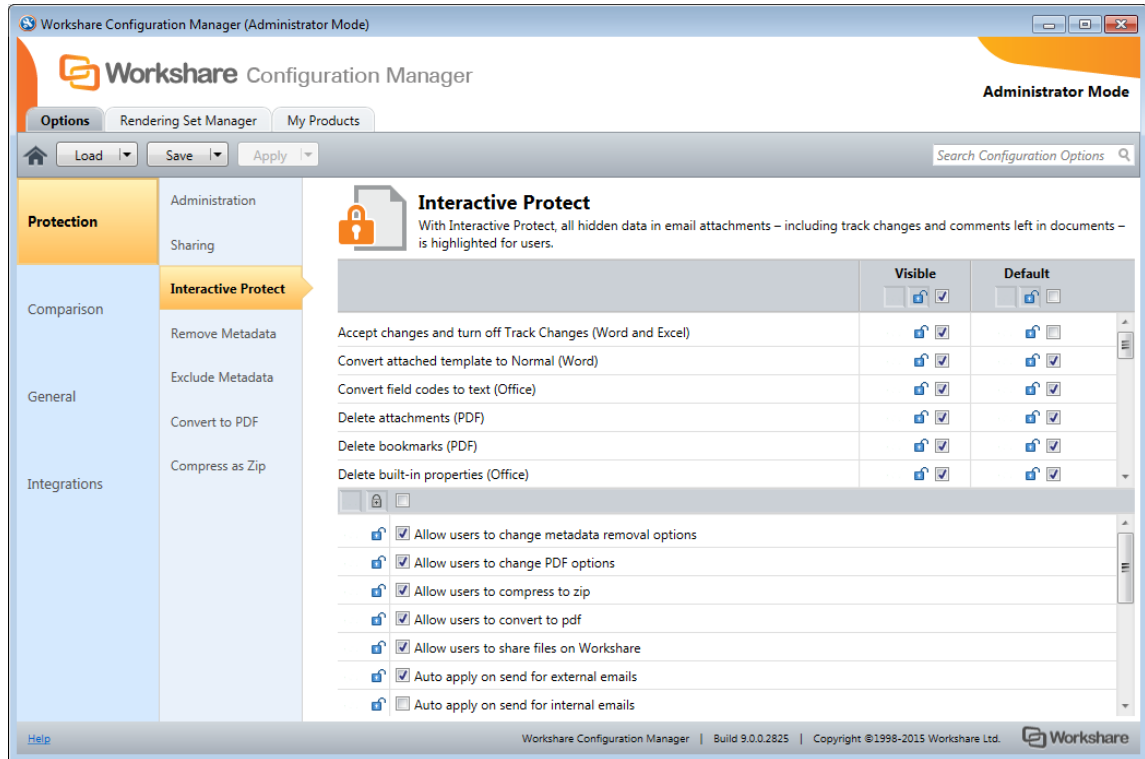 Workshare Configuration Manager (Administrator Mode)
Workshare Configuration Manager
Administrator Mode
Options Rendering Set Manager My Products
Load Save Apply Search Configuration Options
Protection
Comparison
General
Integrations
Administration
Sharing
Interactive Protect
Remove Metadata
Exclude Metadata
Convert to PDF
Compress as Zip
Interactive Protect
With Interactive Protect, all hidden data in email attachments – including track changes and comments left in documents –
is highlighted for users.
Visible Default
Accept changes and turn off Track Changes (Word and Excel)
Convert attached template to Normal (Word)
Convert field codes to text (Office)
Delete attachments (PDF)
Delete bookmarks (PDF)
Delete built-in properties (Office)
Allow users to change metadata removal options
Allow users to change PDF options
Allow users to compress to zip
Allow users to convert to pdf
Allow users to share files on Workshare
Auto apply on send for external emails
Auto apply on send for internal emails
Help Workshare Configuration Manager | Build 9.0.0.2825 | Copyright ©1998-2015 Workshare Ltd. Workshare